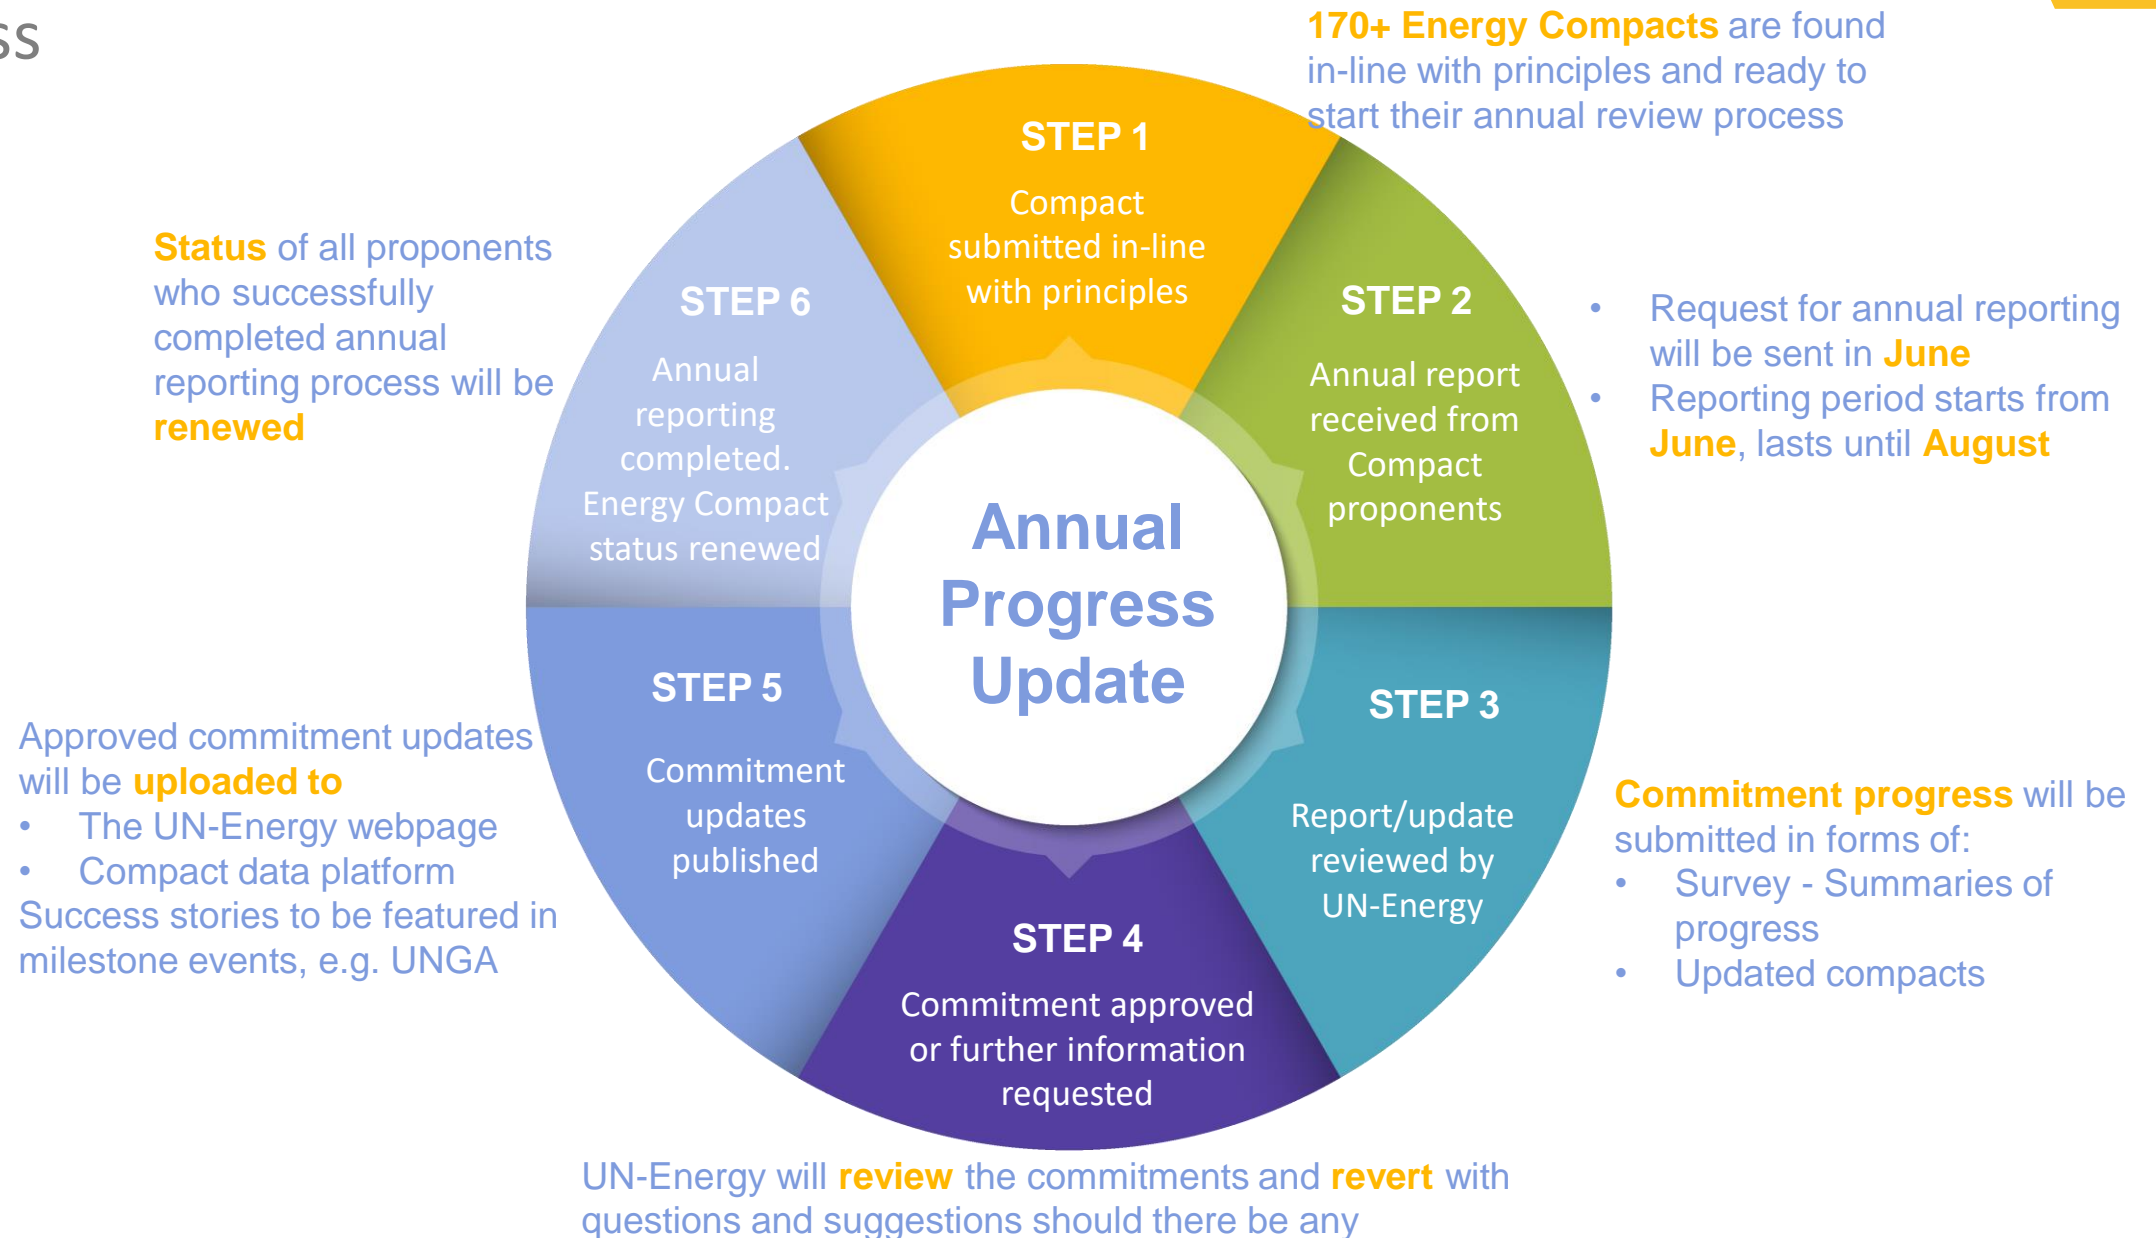 ss
170+ Energy Compacts are found
in-line with principles and ready to
start their annual review process
STEP 1
Compact
submitted in-line
with principles
STEP 2
Annual report
received from
Compact
proponents
• Request for annual reporting
will be sent in June
• Reporting period starts from
June, lasts until August
STEP 3
Report/update
reviewed by
UN-Energy
Commitment progress will be
submitted in forms of:
• Survey - Summaries of
progress
• Updated compacts
STEP 4
Commitment approved
or further information
requested
UN-Energy will review the commitments and revert with
questions and suggestions should there be any
STEP 5
Commitment
updates
published
Approved commitment updates
will be uploaded to
• The UN-Energy webpage
• Compact data platform
Success stories to be featured in
milestone events, e.g. UNGA
STEP 6
Annual
reporting
completed.
Energy Compact
status renewed
Status of all proponents
who successfully
completed annual
reporting process will be
renewed
Annual
Progress
Update